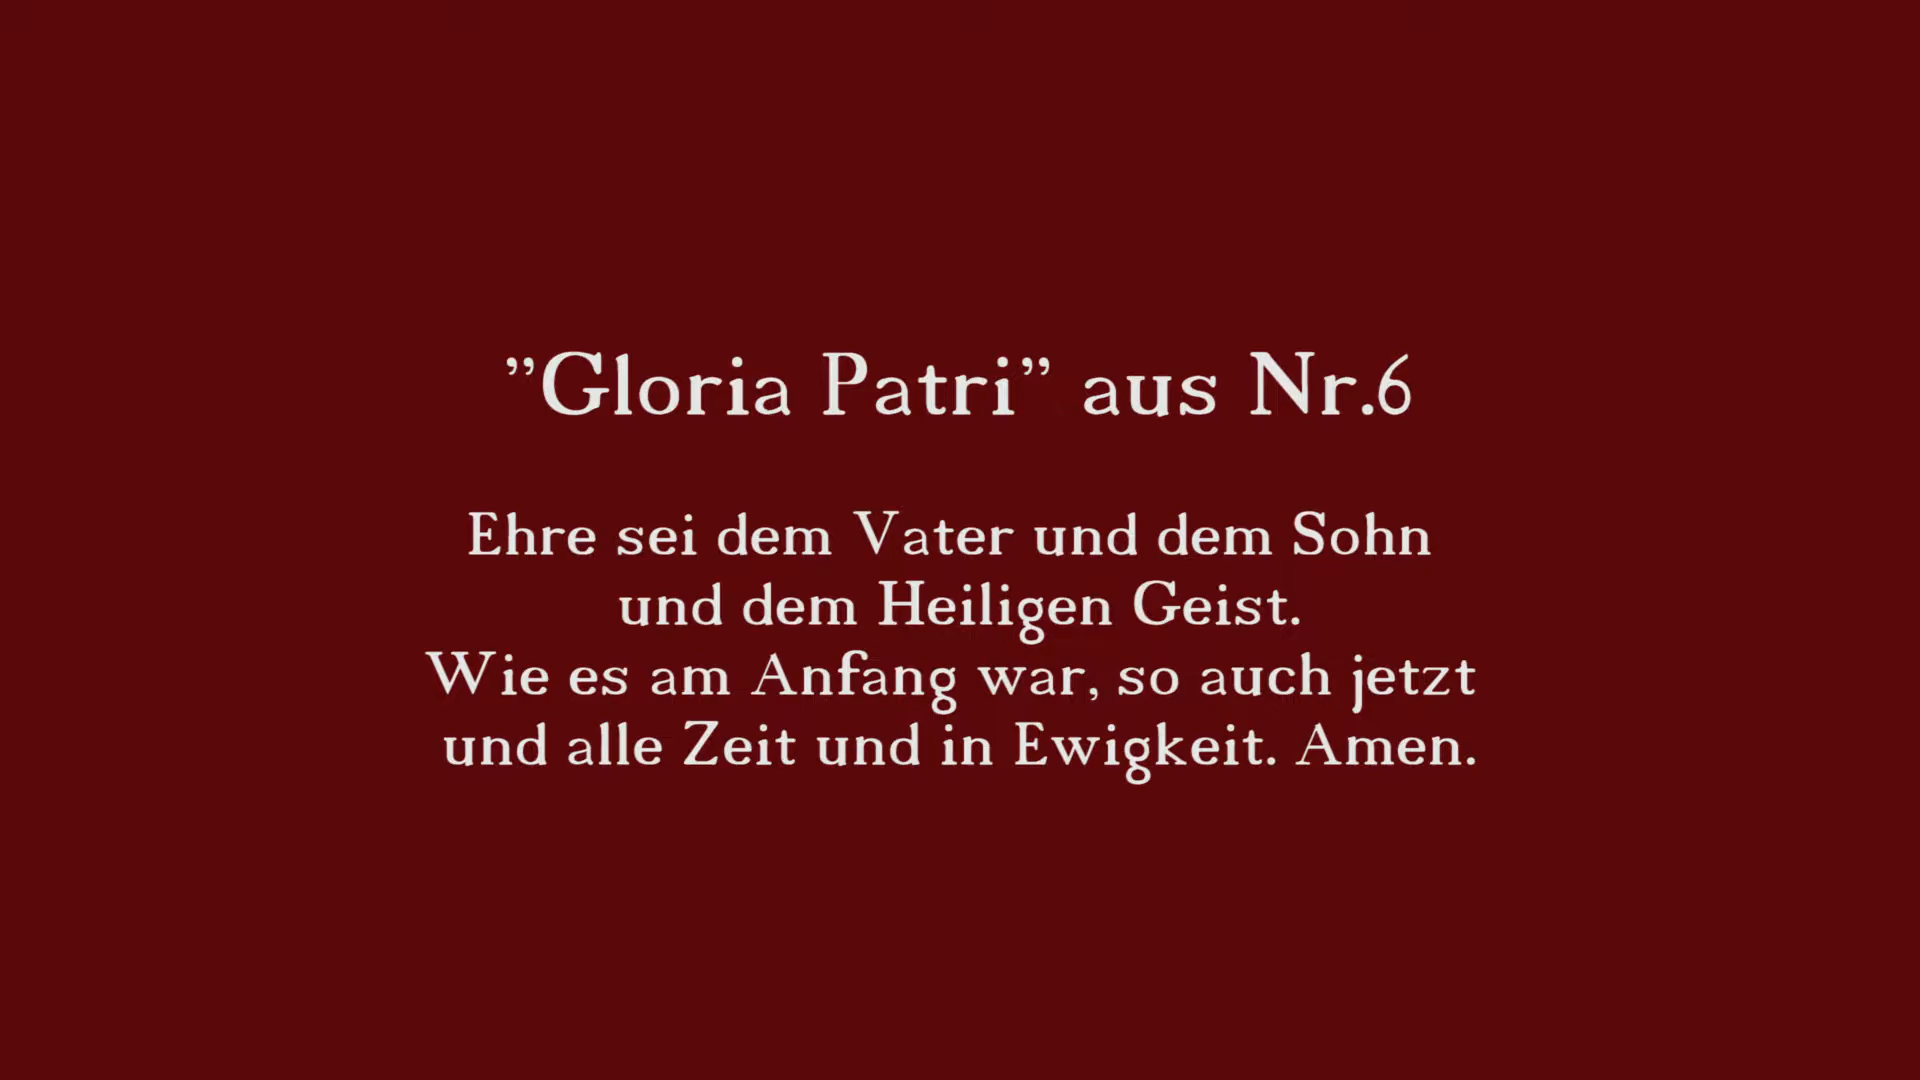 ”Gloria Patri” aus Nr.6
Ehre sei dem Vater und dem Sohn
und dem Heiligen Geist.
Wie es am Anfang war, so auch jetzt
und alle Zeit und in Ewigkeit. Amen.